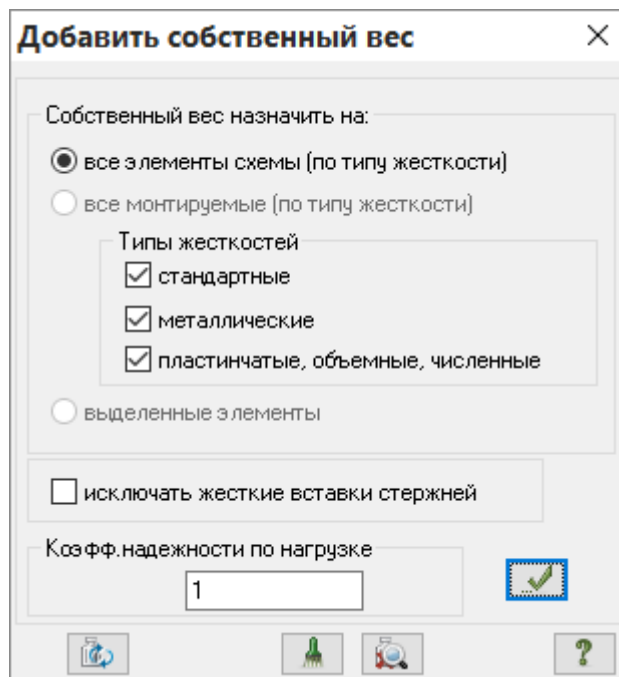 Добавить собственный вес
Собственный вес назначить на:
все элементы схемы (по типу жесткости)
все монтируемые (по типу жесткости)
Типы жесткостей
стандартные
металлические
пластинчатые, объемные, численные
выделенные элементы
исключать жесткие вставки стержней
Коэфф.надежности по нагрузке
1